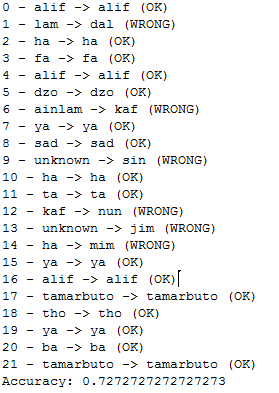 0 - alif -> alif (OK)
1 - lam -> dal (WRONG)
2 - ha -> ha (OK)
3 - fa -> fa (OK)
4 - alif -> alif (OK)
5 - dzo -> dzo (OK)
6 - ainlam -> kaf (WRONG)
7 - ya -> ya (OK)
8 - sad -> sad (OK)
9 - unknown -> sin (WRONG)
10 - ha -> ha (OK)
11 - ta -> ta (OK)
12 - kaf -> nun (WRONG)
13 - unknown -> jim (WRONG)
14 - ha -> mim (WRONG)
15 - ya -> ya (OK)
16 - alif -> alif (OK)
17 - tamarbuto -> tamarbuto (OK)
18 - tho -> tho (OK)
19 - ya -> ya (OK)
20 - ba -> ba (OK)
21 - tamarbuto -> tamarbuto (OK)
Accuracy: 0.7272727272727273